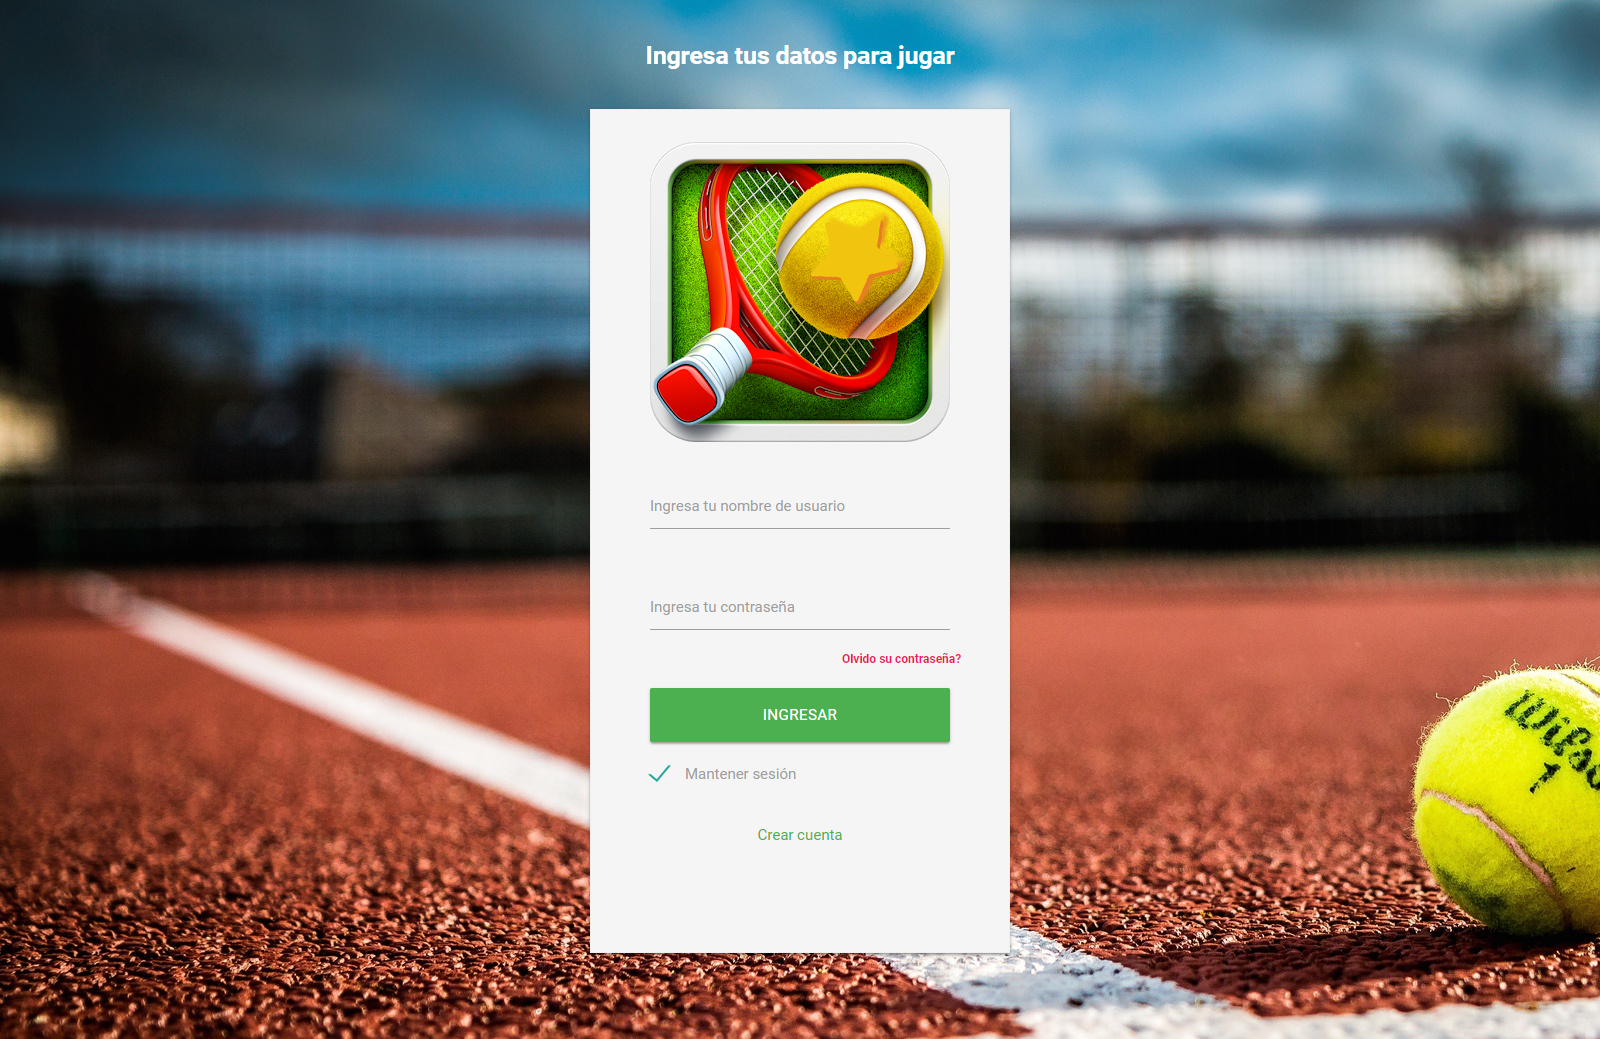 Ingresa tus datos para jugar
Ingresa tu nombre de usuario
Ingresa tu contraseña
Olvido su contraseña?
INGRESAR
Mantener sesión
Crear cuenta
1